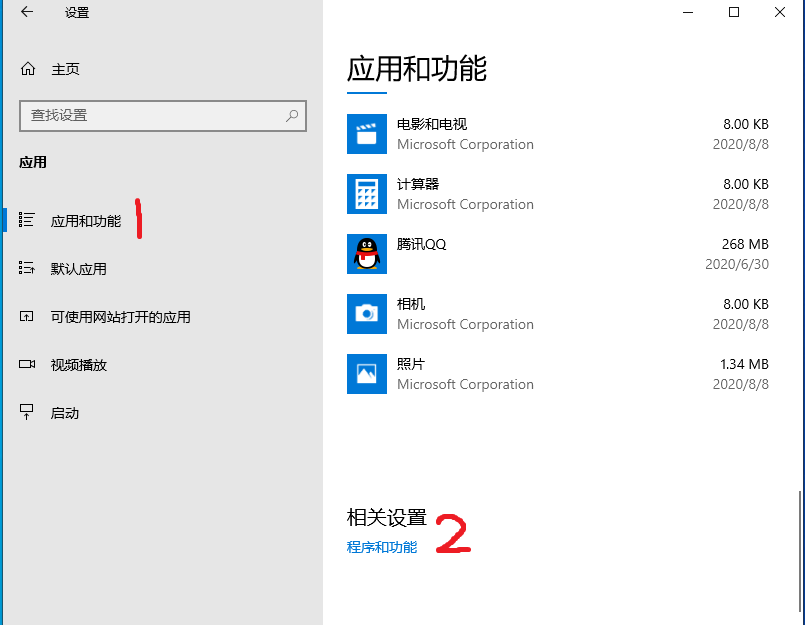 设置
主页
查找设置
应用
应用和功能 1
默认应用
可使用网站打开的应用
视频播放
启动
应用和功能
电影和电视 8.00 KB
Microsoft Corporation 2020/8/8
计算器 8.00 KB
Microsoft Corporation 2020/8/8
腾讯QQ 268 MB
2020/6/30
相机 8.00 KB
Microsoft Corporation 2020/8/8
照片 1.34 MB
Microsoft Corporation 2020/8/8
相关设置 2
程序和功能